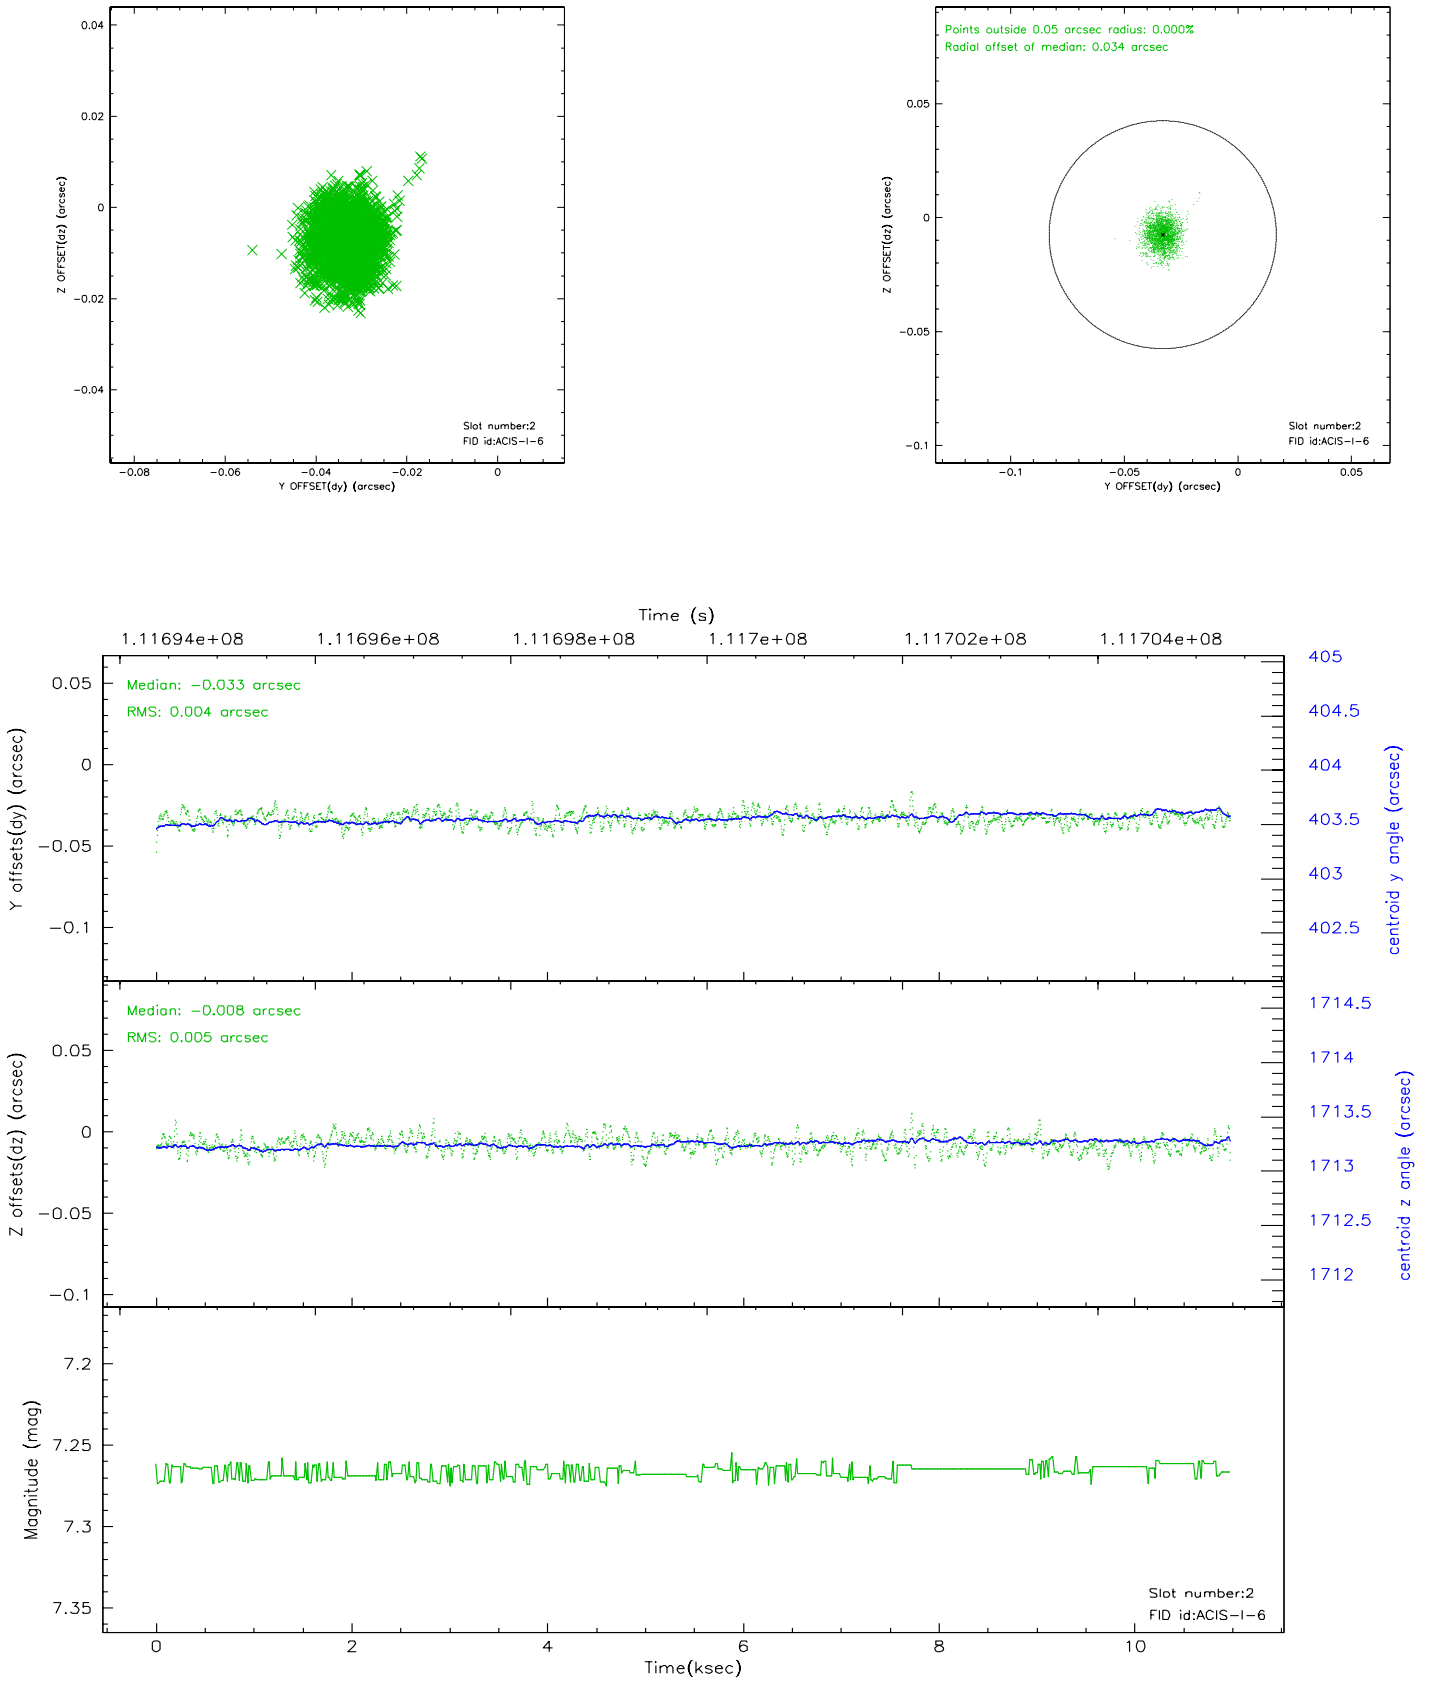 0.04
0.02
0
−0.02
−0.04
Z OFFSET(dz) (arcsec)
Slot number:2
FID id:ACIS−I−6
−0.08 −0.06 −0.04 −0.02 0
Y OFFSET(dy) (arcsec)
Points outside 0.05 arcsec radius: 0.000%
Radial offset of median: 0.034 arcsec
0.05
0
−0.05
−0.1
Z OFFSET(dz) (arcsec)
Slot number:2
FID id:ACIS−I−6
−0.1 −0.05 0 0.05
Y OFFSET(dy) (arcsec)
Time (s)
1.11694e+08 1.11696e+08 1.11698e+08 1.117e+08 1.11702e+08 1.11704e+08
Median: −0.033 arcsec
RMS: 0.004 arcsec
0.05
0
−0.05
−0.1
Y offsets(dy) (arcsec)
405
404.5
404
403.5
403
402.5
centroid y angle (arcsec)
Median: −0.008 arcsec
RMS: 0.005 arcsec
0.05
0
−0.05
−0.1
Z offsets(dz) (arcsec)
1714.5
1714
1713.5
1713
1712.5
1712
centroid z angle (arcsec)
7.2
7.25
7.3
7.35
Magnitude (mag)
Slot number:2
FID id:ACIS−I−6
0 2 4 6 8 10
Time(ksec)